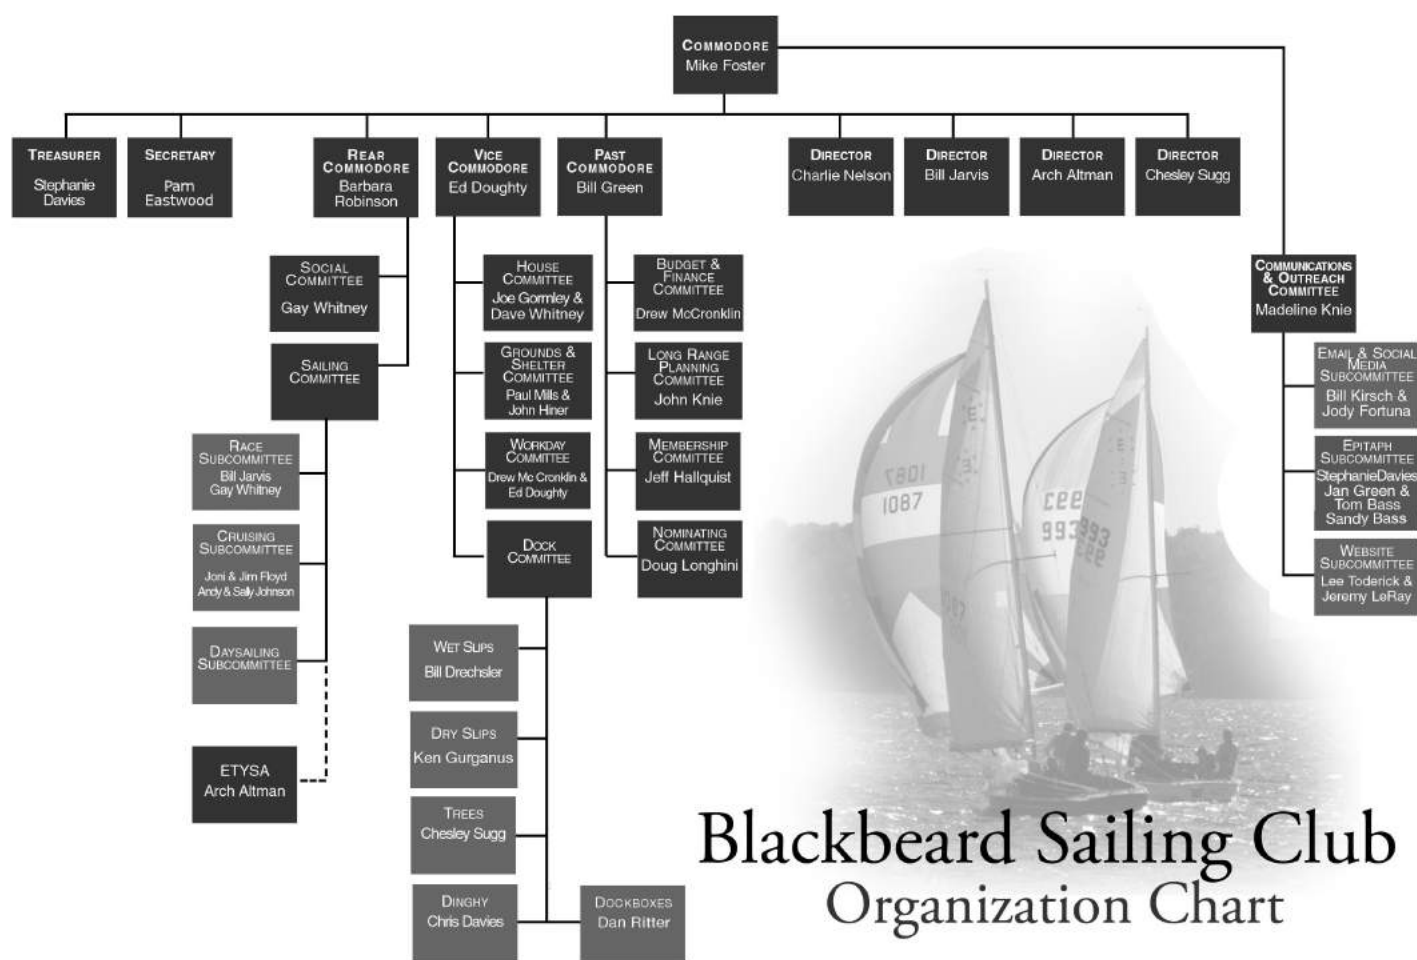 COMMODORE
Mike Foster
TREASURER
Stephanie
Davies
SECRETARY
Pam
Eastwood
REAR
COMMODORE
Barbara
Robinson
VICE
COMMODORE
Ed Doughty
PAST
COMMODORE
Bill Green
DIRECTOR
Charlie Nelson
DIRECTOR
Bill Jarvis
DIRECTOR
Arch Altman
DIRECTOR
Chesley Sugg
SOCIAL
COMMITTEE
Gay Whitney
SAILING
COMMITTEE
RACE
SUBCOMMITTEE
Bill Jarvis
Gay Whitney
CRUISING
SUBCOMMITTEE
Joni & Jim Floyd
Andy & Sally Johnson
DAYSAILING
SUBCOMMITTEE
ETYSA
Arch Altman
HOUSE
COMMITTEE
Joe Gormley &
Dave Whitney
GROUNDS &
SHELTER
COMMITTEE
Paul Mills &
John Hiner
WORKDAY
COMMITTEE
Drew Mc Cronklin &
Ed Doughty
DOCK
COMMITTEE
WET SLIPS
Bill Drechsler
DRY SLIPS
Ken Gurganus
TREES
Chesley Sugg
DINGHY
Chris Davies
DOCKBOXES
Dan Ritter
BUDGET &
FINANCE
COMMITTEE
Drew McCronklin
LONG RANGE
PLANNING
COMMITTEE
John Knie
MEMBERSHIP
COMMITTEE
Jeff Hallquist
NOMINATING
COMMITTEE
Doug Longhini
COMMUNICATIONS
& OUTREACH
COMMITTEE
Madeline Knie
EMAIL & SOCIAL
MEDIA
SUBCOMMITTEE
Bill Kirsch &
Jody Fortuna
EPITAPH
SUBCOMMITTEE
StephanieDavies
Jan Green &
Tom Bass
Sandy Bass
WEBSITE
SUBCOMMITTEE
Lee Toderick &
Jeremy LeRay
1087
1087
993
993
993
Blackbeard Sailing Club
Organization Chart